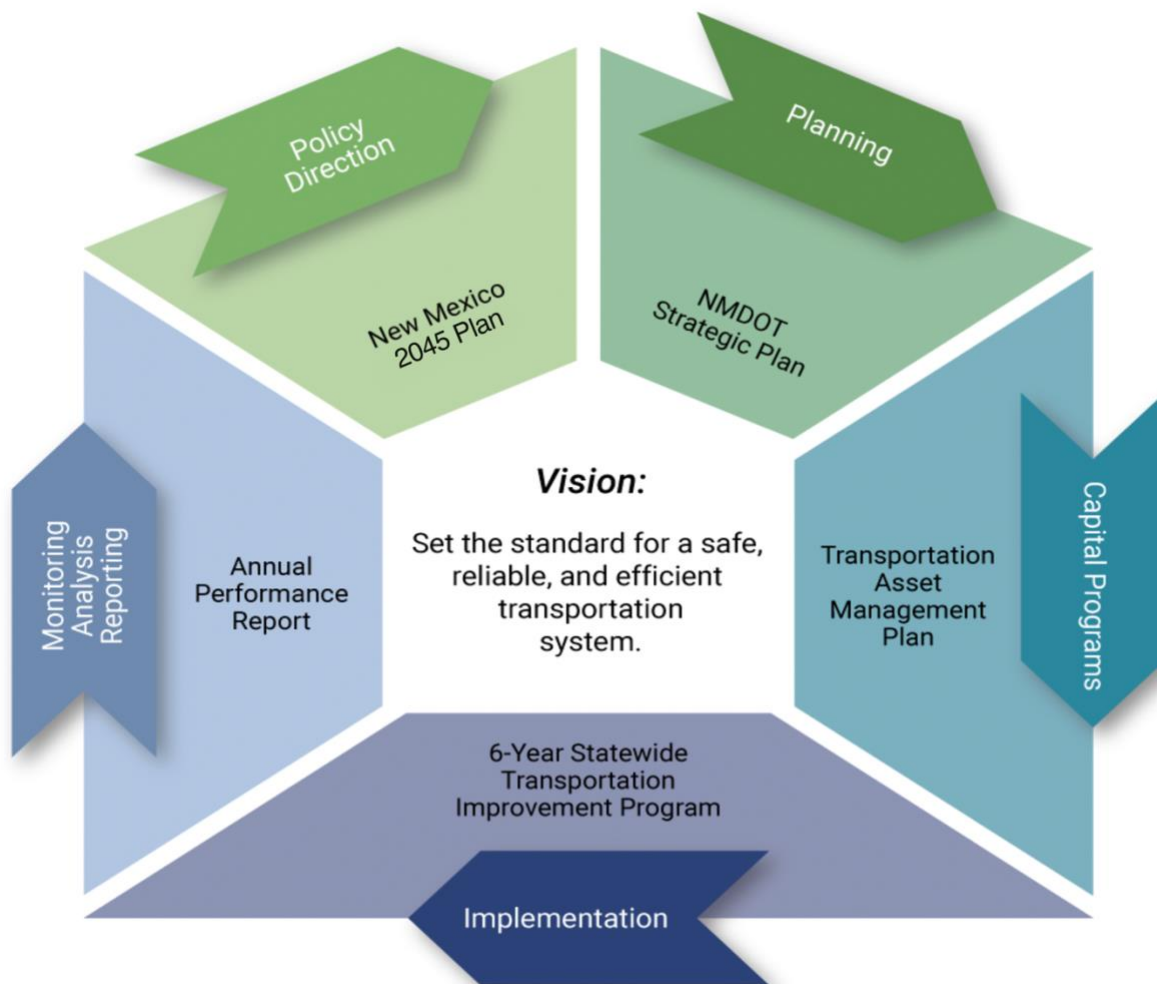 Policy
Direction
New Mexico
2045 Plan
Planning
NMDOT
Strategic Plan
Capital Programs
Transportation
Asset
Management
Plan
Implementation
6-Year Statewide
Transportation
Improvement Program
Monitoring
Analysis
Reporting
Annual
Performance
Report
Vision:
Set the standard for a safe,
reliable, and efficient
transportation
system.